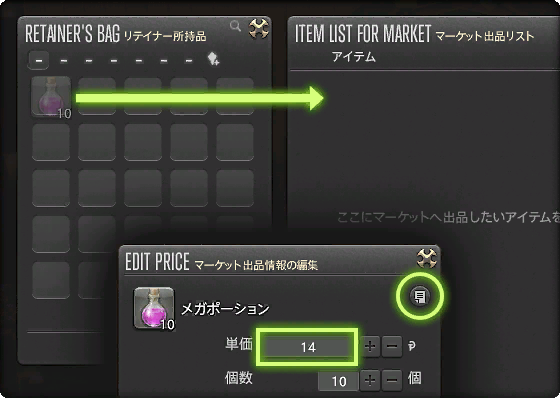 RETAINER'S BAG リテイナー所持品
10
ITEM LIST FOR MARKET マーケット出品リスト
アイテム
ここにマーケットへ出品したいアイテムを
EDIT PRICE マーケット出品情報の編集
10
メガポーション
単価 14
個数 10 個